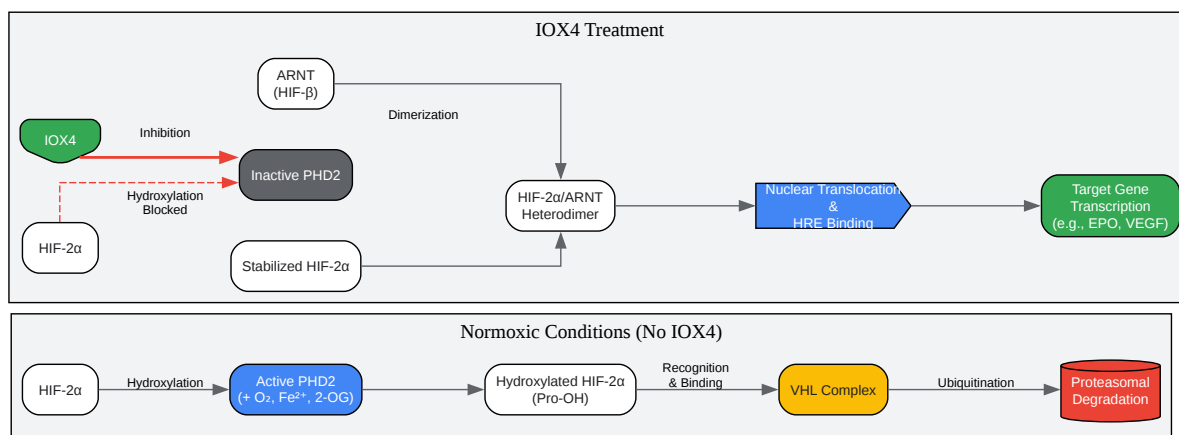 IOX4 Treatment
ARNT
(HIF-β)
Dimerization
IOX4
Inhibition
Inactive PHD2
Hydroxylation
Blocked
HIF-2α
Stabilized HIF-2α
HIF-2α/ARNT
Heterodimer
Nuclear Translocation
&
HRE Binding
Target Gene
Transcription
(e.g., EPO, VEGF)
Normoxic Conditions (No IOX4)
HIF-2α
Hydroxylation
Active PHD2
(+ O₂, Fe²⁺, 2-OG)
Hydroxylated HIF-2α
(Pro-OH)
Recognition
& Binding
VHL Complex
Ubiquitination
Proteasomal
Degradation